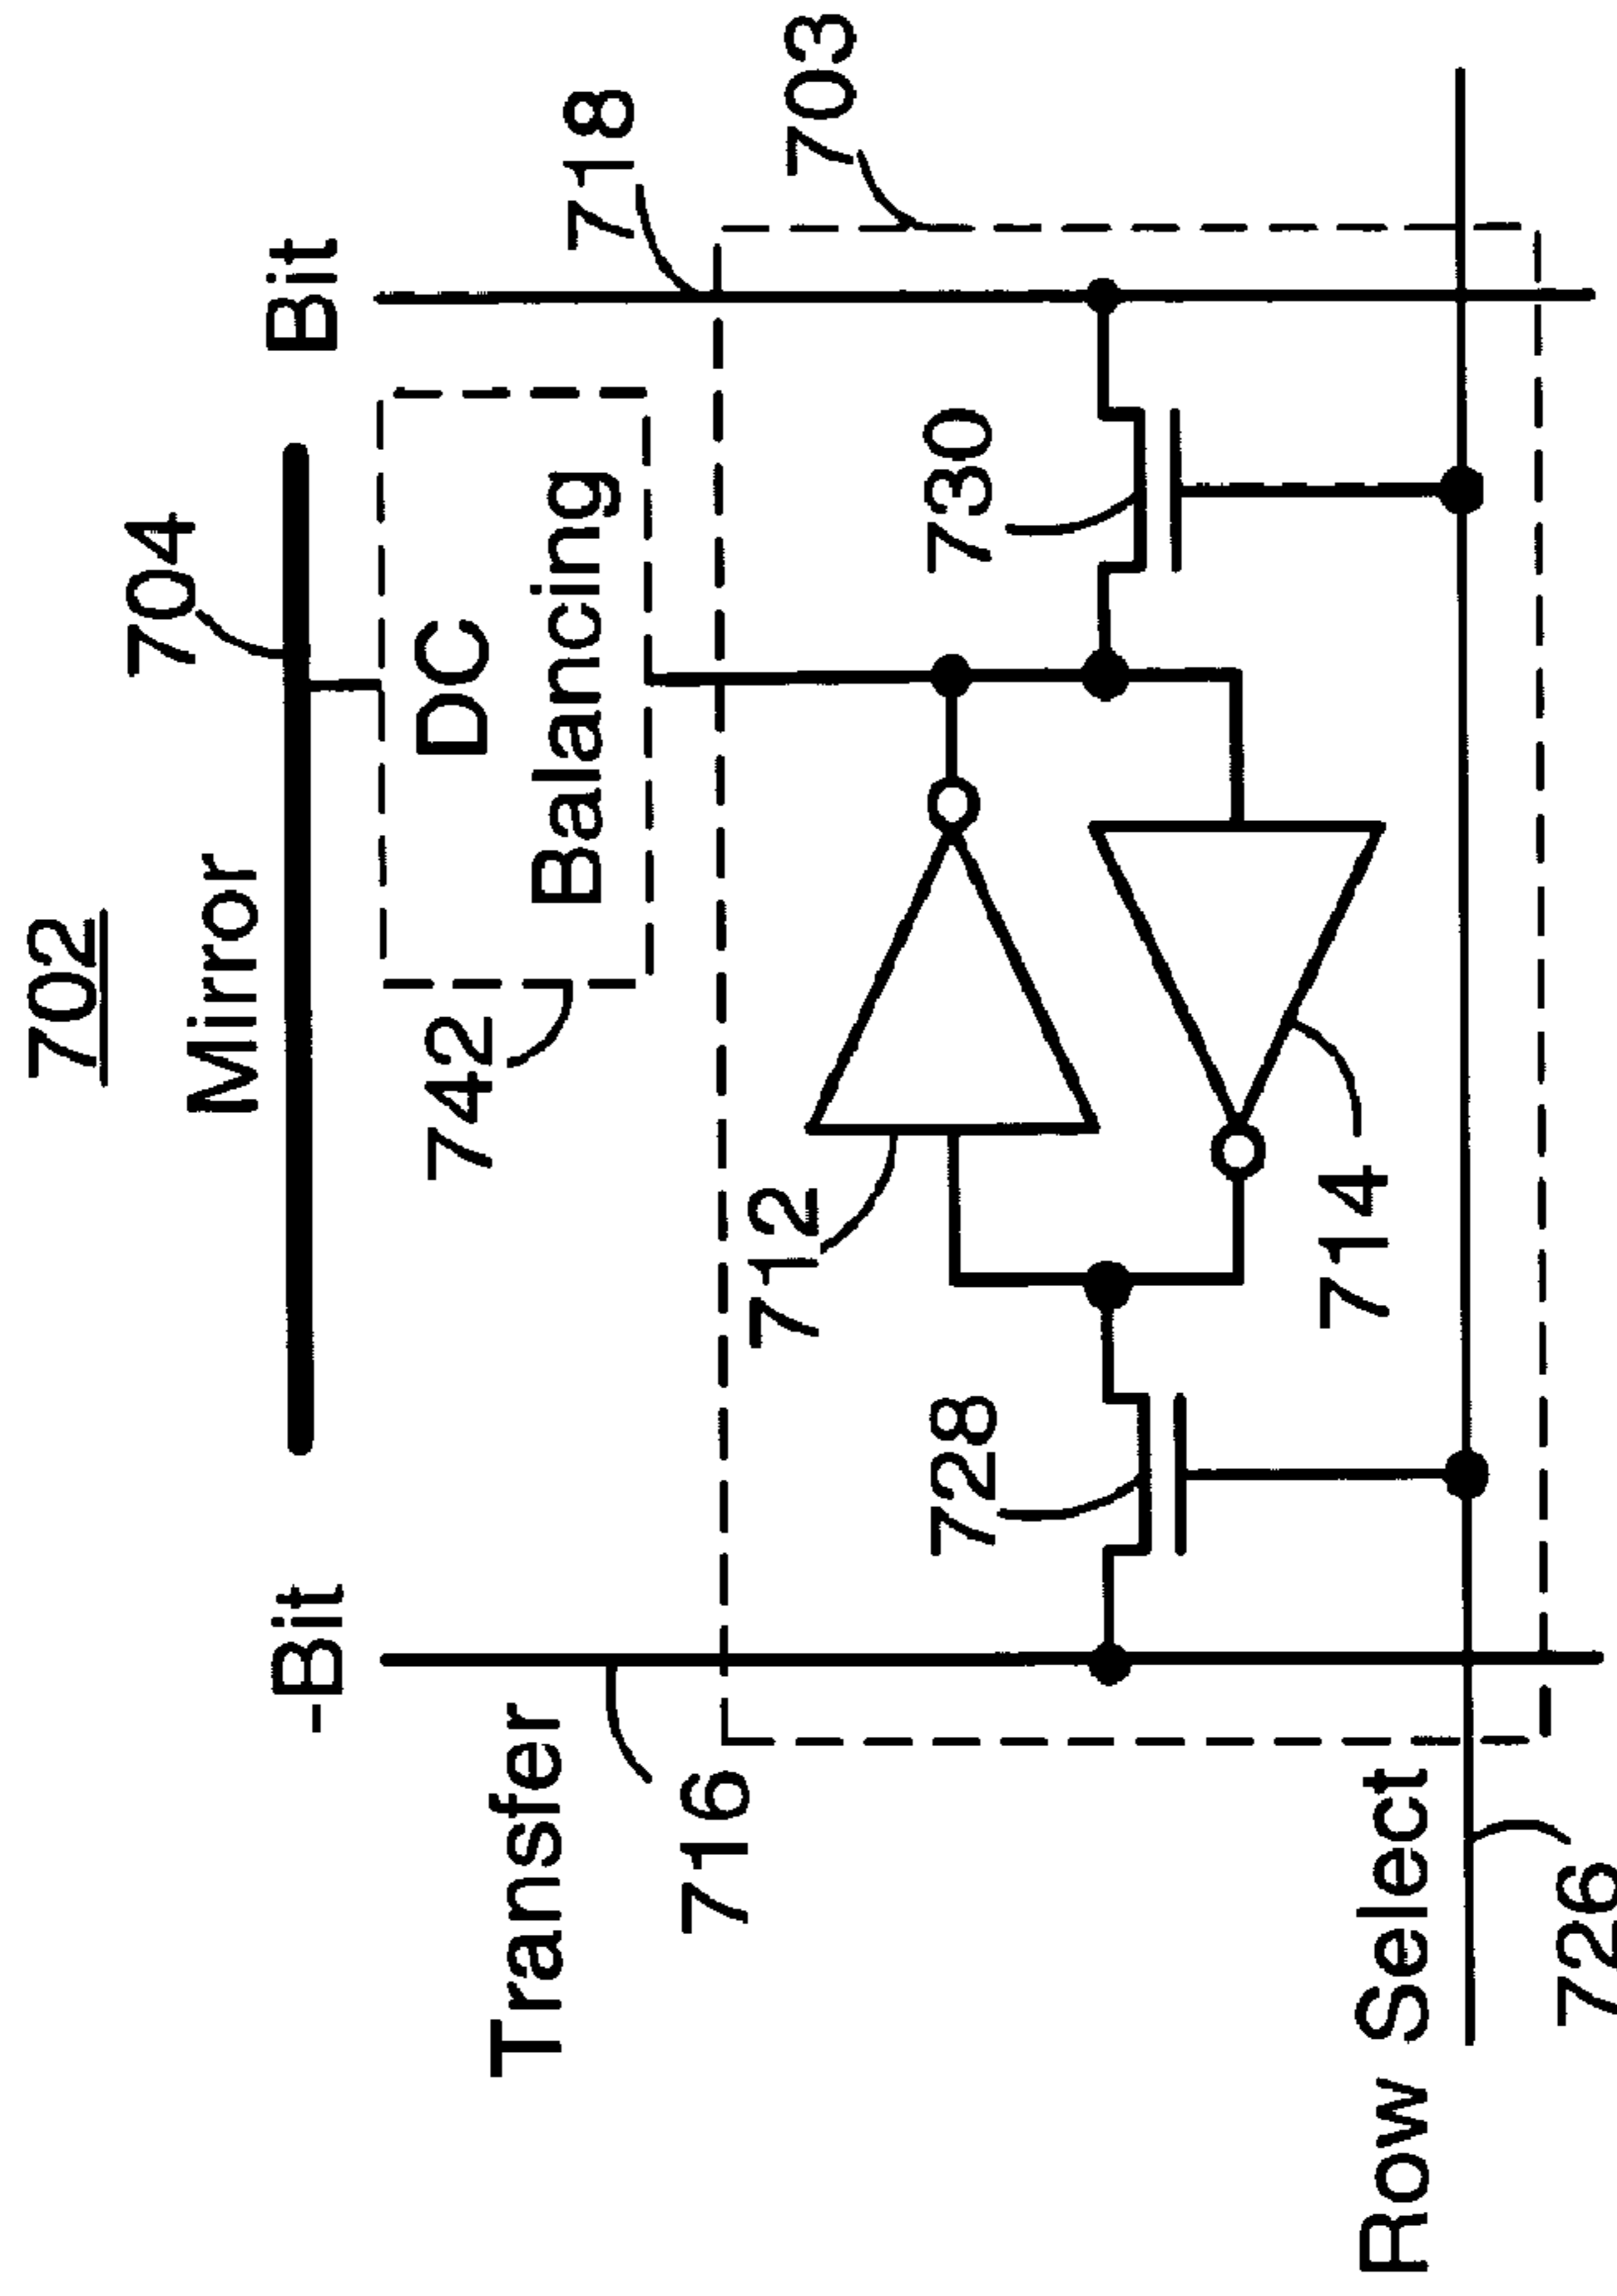 702
Mirror
704
-Bit
Bit
Transfer
742
DC
Balancing
718
716
712
703
728
730
714
Row Select
726